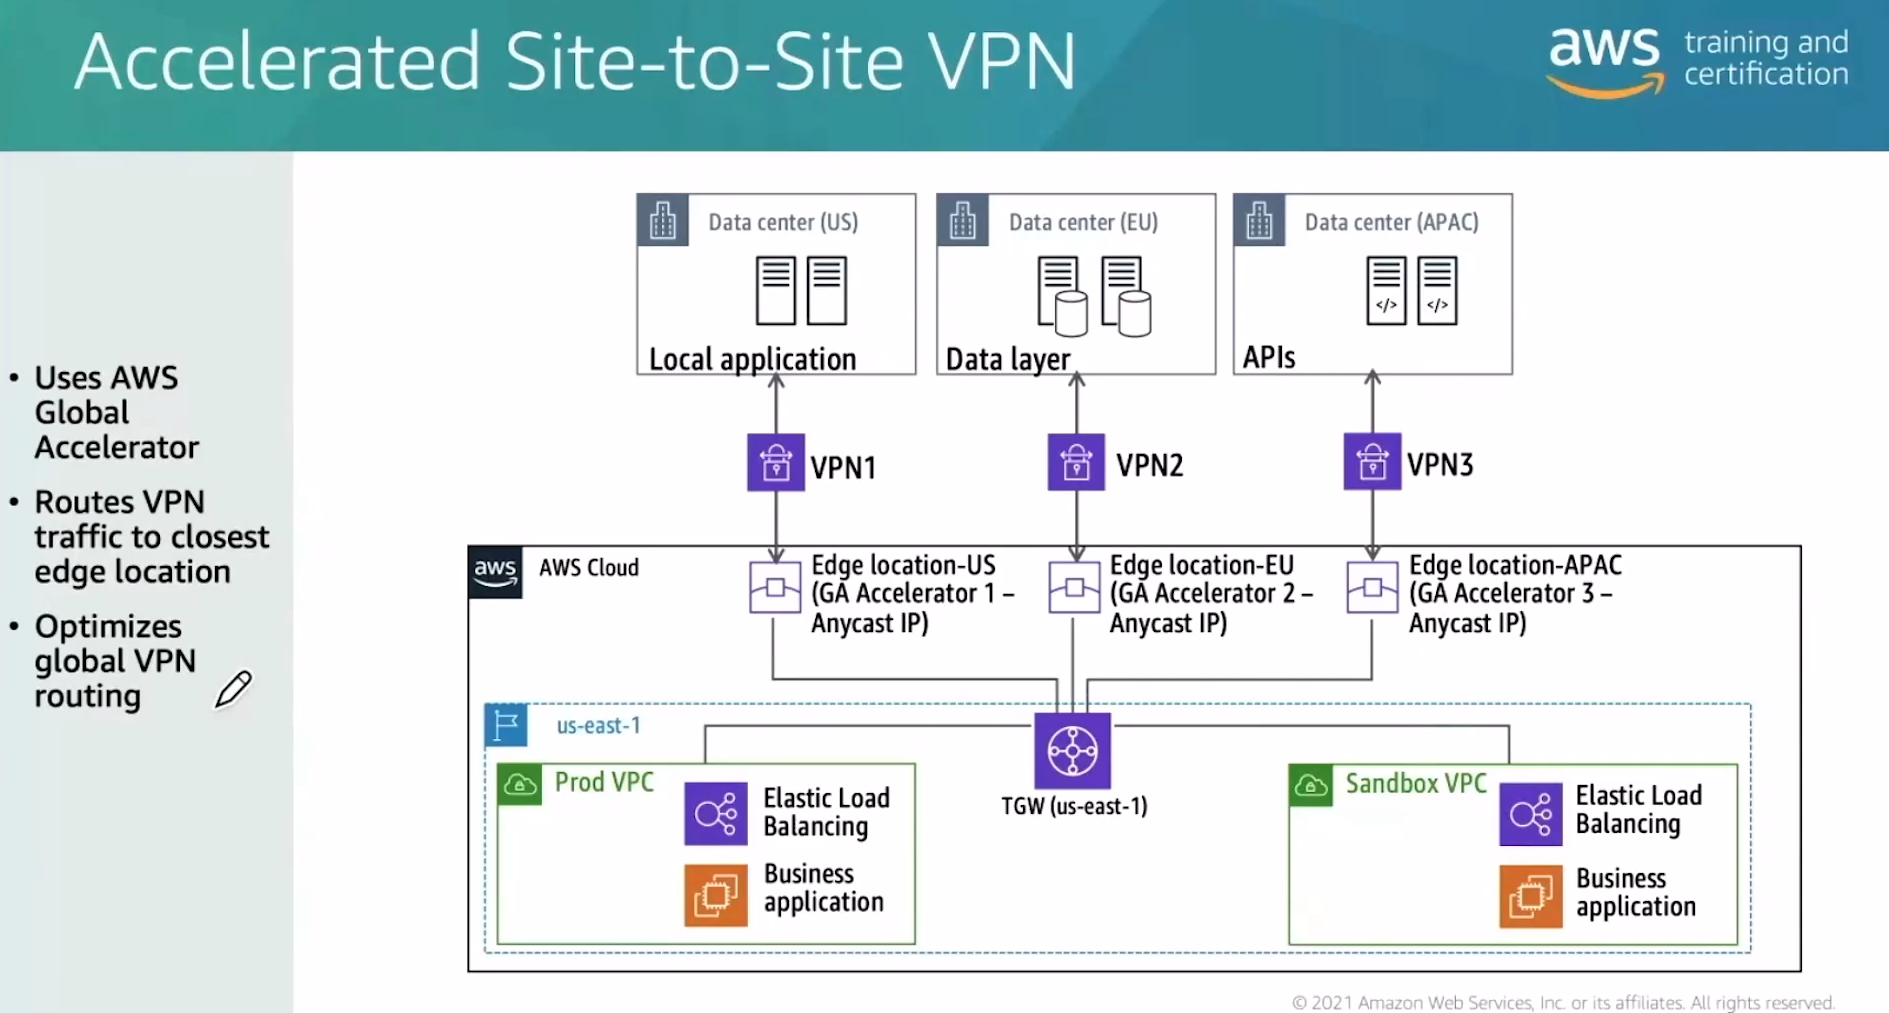 Accelerated Site-to-Site VPN
aws training and
certification
• Uses AWS
Global
Accelerator
• Routes VPN
traffic to closest
edge location
• Optimizes
global VPN
routing
Data center (US)
Local application
Data center (EU)
Data layer
Data center (APAC)
</> </>
APIs
VPN1
VPN2
VPN3
aws
AWS Cloud
Edge location-US
(GA Accelerator 1 –
Anycast IP)
Edge location-EU
(GA Accelerator 2 –
Anycast IP)
Edge location-APAC
(GA Accelerator 3 –
Anycast IP)
us-east-1
TGW (us-east-1)
Prod VPC
Elastic Load
Balancing
Business
application
Sandbox VPC
Elastic Load
Balancing
Business
application
© 2021 Amazon Web Services, Inc. or its affiliates. All rights reserved.